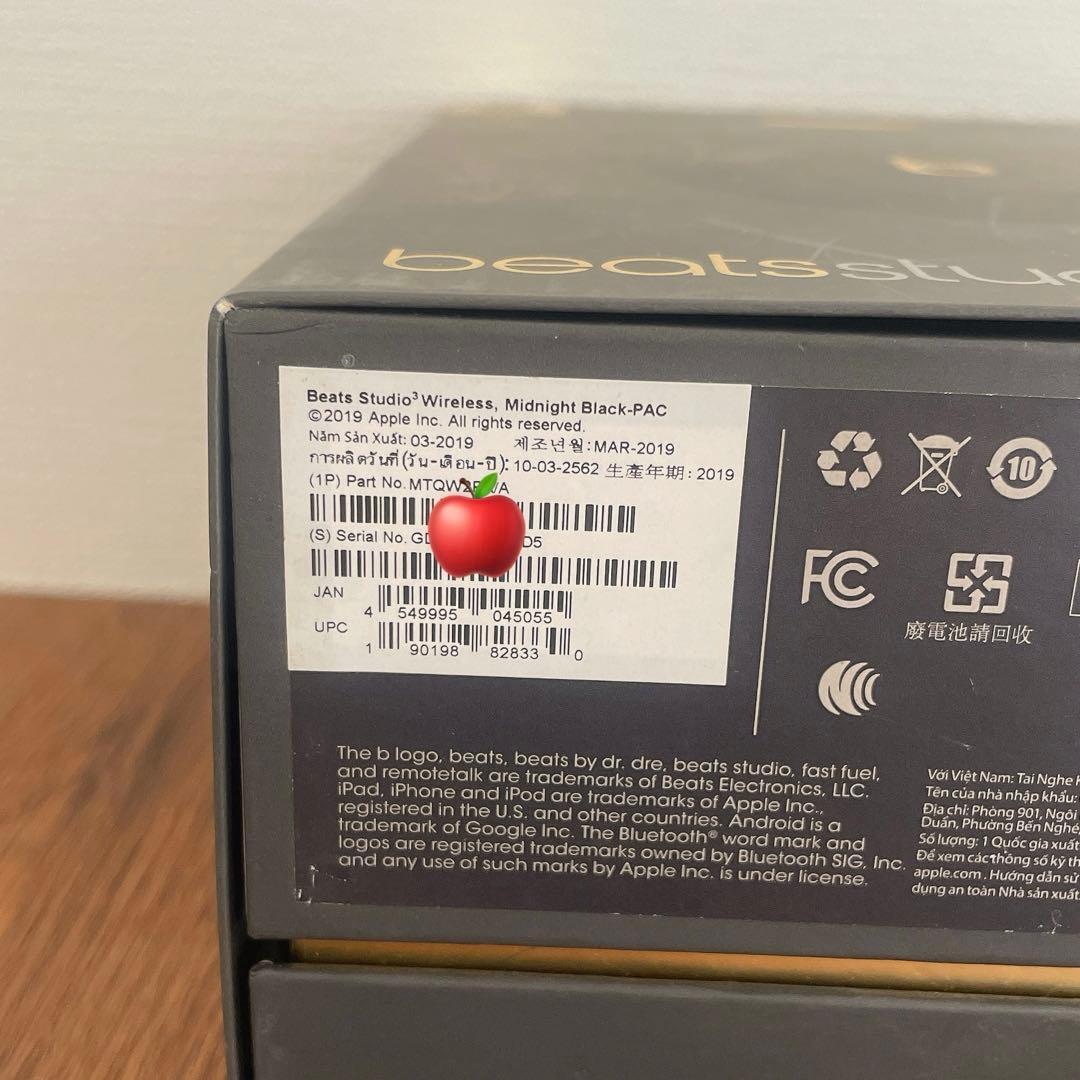 beats stu
Beats Studio³ Wireless, Midnight Black-PAC
©2019 Apple Inc. All rights reserved.
Năm Sản Xuất: 03-2019 제조년월: MAR-2019
การผลิตวันที่ (วัน-เดือน-ปี): 10-03-2562 生產年期: 2019
(1P) Part No. MTQW2
(S) Serial No. GD D5
JAN
4 549995 045055
UPC
1 90198 82833 0
10
FC
廢電池請回收
The b logo, beats, beats by dr. dre, beats studio, fast fuel,
and remotetalk are trademarks of Beats Electronics, LLC.
iPad, iPhone and iPod are trademarks of Apple Inc.,
registered in the U.S. and other countries. Android is a
trademark of Google Inc. The Bluetooth® word mark and
logos are registered trademarks owned by Bluetooth SIG, Inc.
and any use of such marks by Apple Inc. is under license.
Với Việt Nam: Tai Nghe
Tên của nhà nhập khẩu:
Địa chỉ: Phòng 901, Ngôi
Duẩn, Phường Bến Nghé
Số lượng: 1 Quốc gia xuất
Để xem các thông số kỹ th
apple.com . Hướng dẫn sử
dụng an toàn Nhà sản xuất